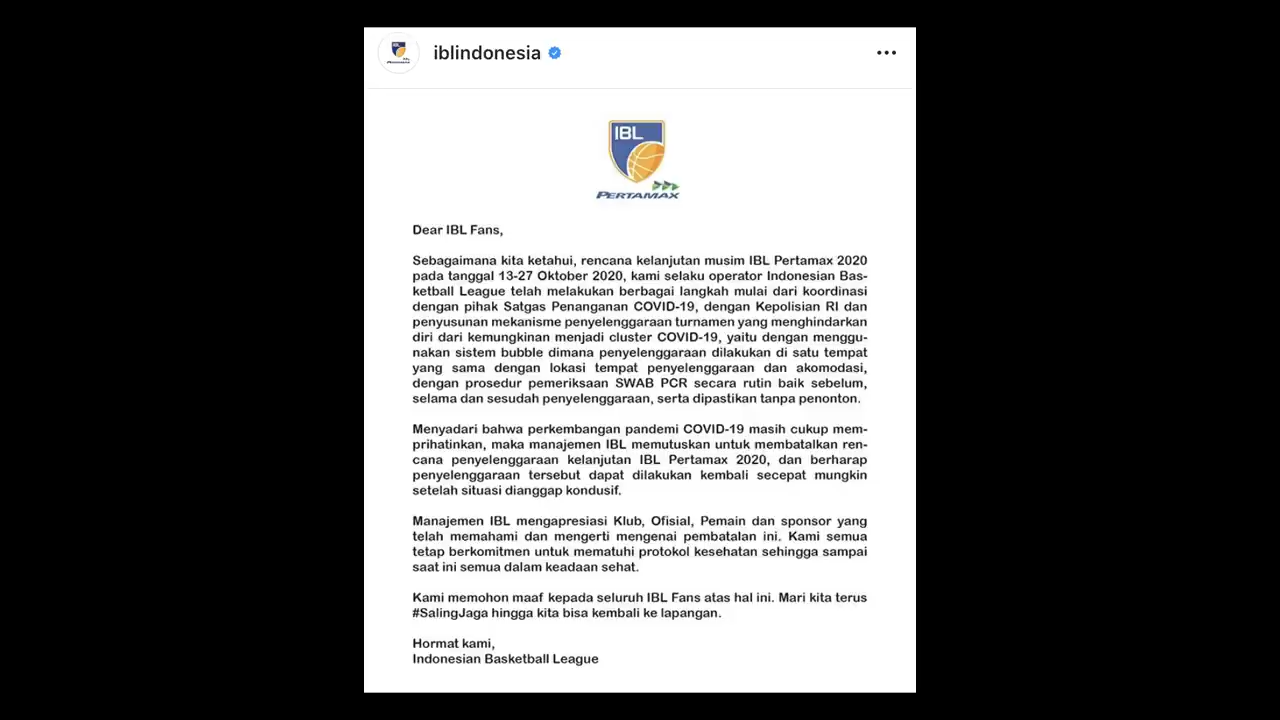 iblindonesia
IBL
PERTAMAX
Dear IBL Fans,
Sebagaimana kita ketahui, rencana kelanjutan musim IBL Pertamax 2020
pada tanggal 13-27 Oktober 2020, kami selaku operator Indonesian Bas-
ketball League telah melakukan berbagai langkah mulai dari koordinasi
dengan pihak Satgas Penanganan COVID-19, dengan Kepolisian RI dan
penyusunan mekanisme penyelenggaraan turnamen yang menghindarkan
diri dari kemungkinan menjadi cluster COVID-19, yaitu dengan menggu-
nakan sistem bubble dimana penyelenggaraan dilakukan di satu tempat
yang sama dengan lokasi tempat penyelenggaraan dan akomodasi,
dengan prosedur pemeriksaan SWAB PCR secara rutin baik sebelum,
selama dan sesudah penyelenggaraan, serta dipastikan tanpa penonton.
Menyadari bahwa perkembangan pandemi COVID-19 masih cukup mem-
prihatinkan, maka manajemen IBL memutuskan untuk membatalkan ren-
cana penyelenggaraan kelanjutan IBL Pertamax 2020, dan berharap
penyelenggaraan tersebut dapat dilakukan kembali secepat mungkin
setelah situasi dianggap kondusif.
Manajemen IBL mengapresiasi Klub, Ofisial, Pemain dan sponsor yang
telah memahami dan mengerti mengenai pembatalan ini. Kami semua
tetap berkomitmen untuk mematuhi protokol kesehatan sehingga sampai
saat ini semua dalam keadaan sehat.
Kami memohon maaf kepada seluruh IBL Fans atas hal ini. Mari kita terus
#SalingJaga hingga kita bisa kembali ke lapangan.
Hormat kami,
Indonesian Basketball League